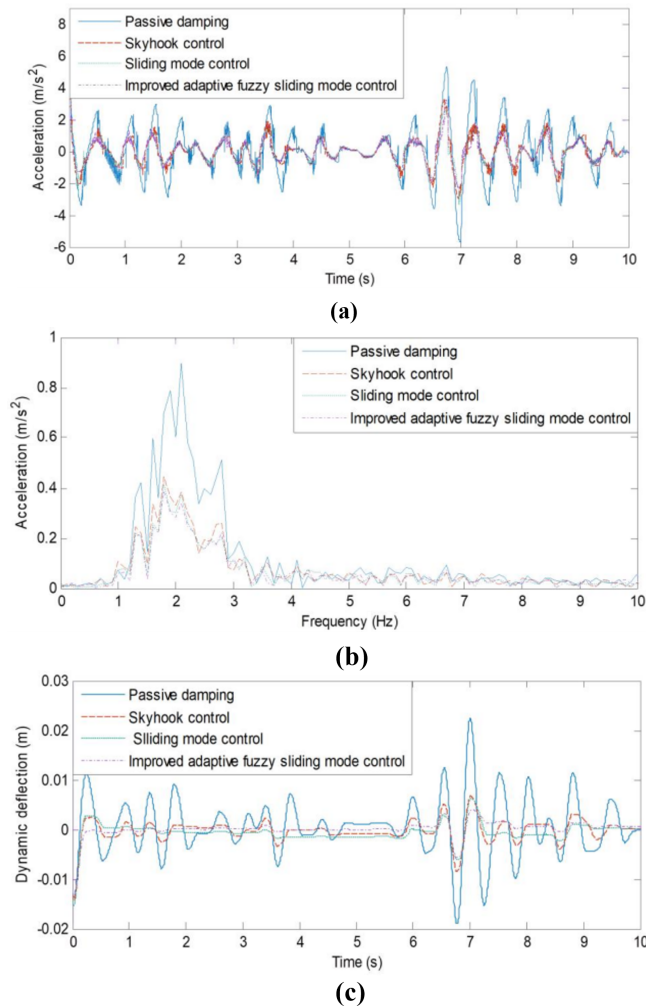 8
6
4
2
0
-2
-4
-6
Acceleration (m/s²)
Passive damping
Skyhook control
Sliding mode control
Improved adaptive fuzzy sliding mode control
0 1 2 3 4 5 6 7 8 9 10
Time (s)
(a)
1
0.8
0.6
0.4
0.2
0
Acceleration (m/s²)
Passive damping
Skyhook control
Sliding mode control
Improved adaptive fuzzy sliding mode control
0 1 2 3 4 5 6 7 8 9 10
Frequency (Hz)
(b)
0.03
0.02
0.01
0
-0.01
-0.02
Dynamic deflection (m)
Passive damping
Skyhook control
Slliding mode control
Improved adaptive fuzzy sliding mode control
0 1 2 3 4 5 6 7 8 9 10
Time (s)
(c)